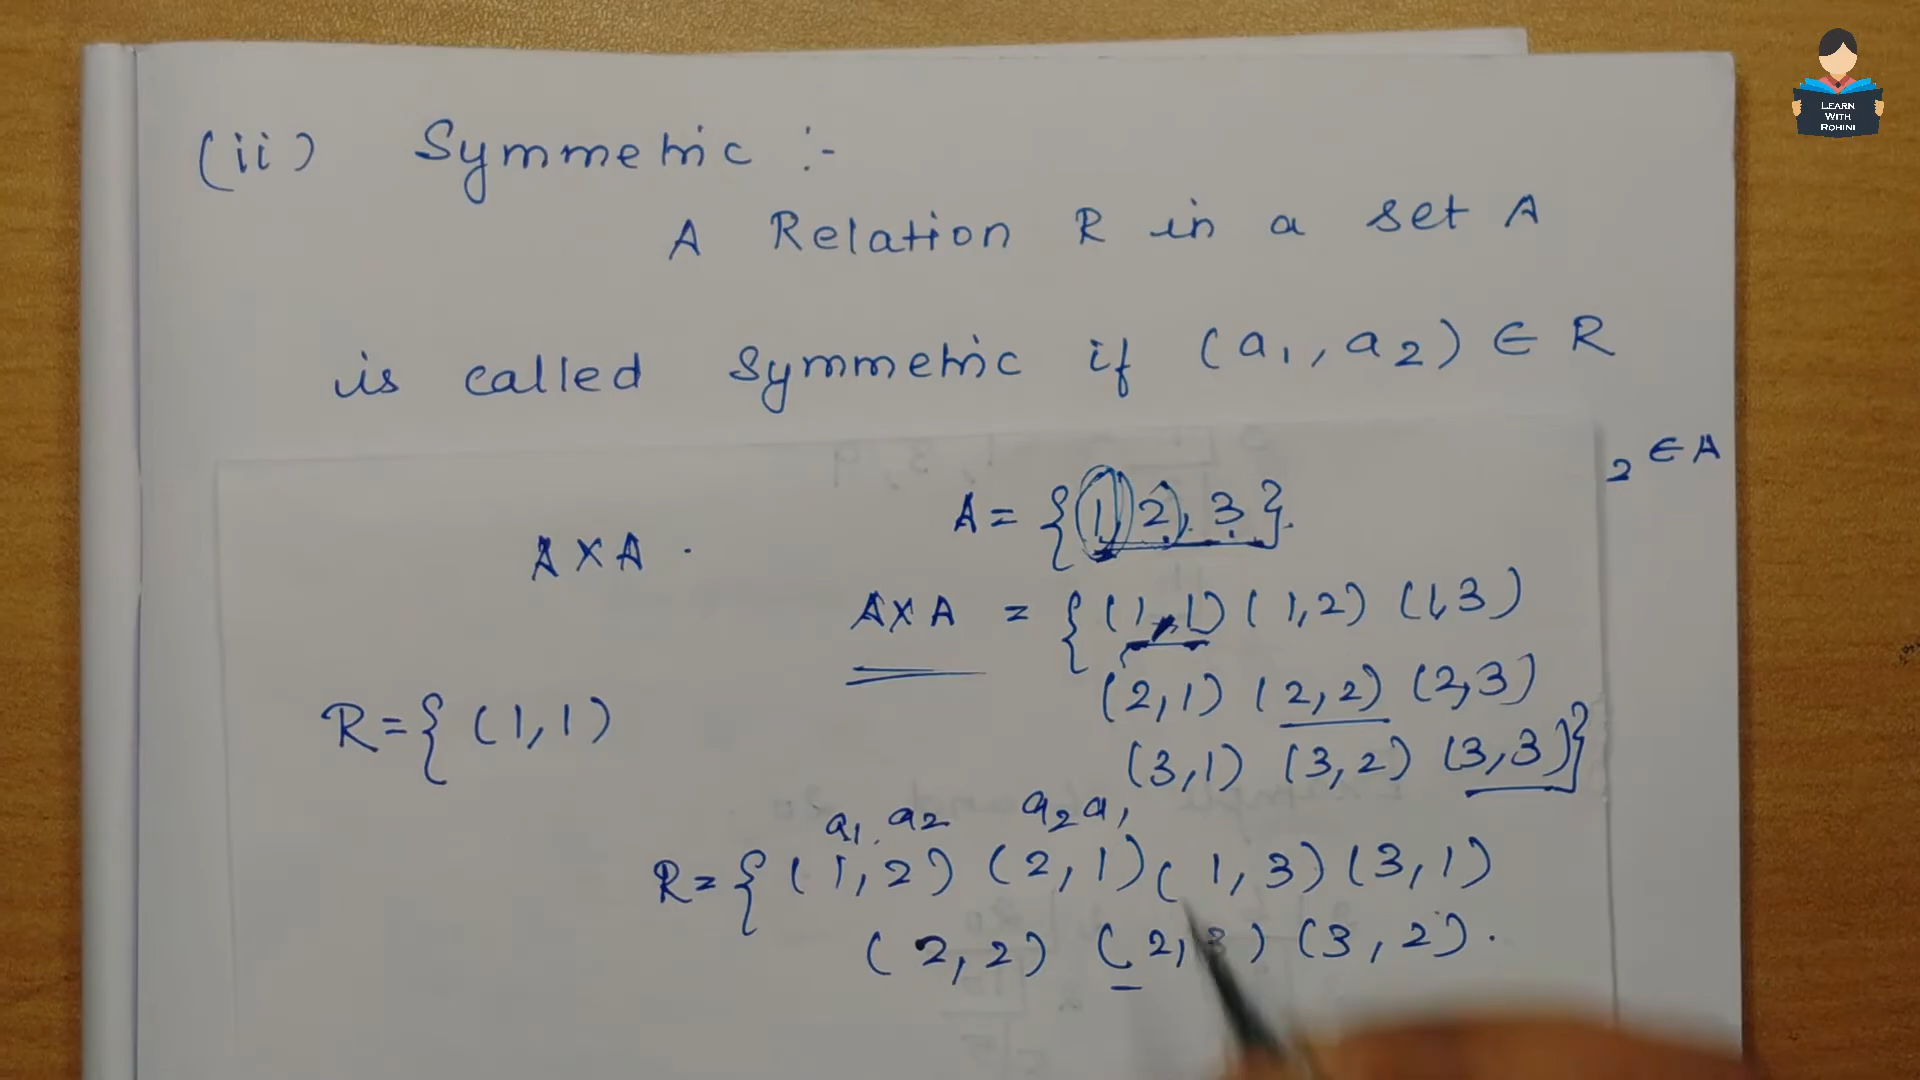 LEARN
WITH
ROHINI
(ii) Symmetric :-
A Relation R in a set A
is called Symmetric if (a1, a2) ∈ R
2 ∈ A
A = {1, 2, 3}.
A X A .
A X A = { (1,1) (1,2) (1,3)
(2,1) (2,2) (2,3)
(3,1) (3,2) (3,3)}
R={ (1,1)
a1, a2 a2 a1
R= { (1,2) (2,1) (1,3) (3,1)
(2,2) (2,3) (3,2).